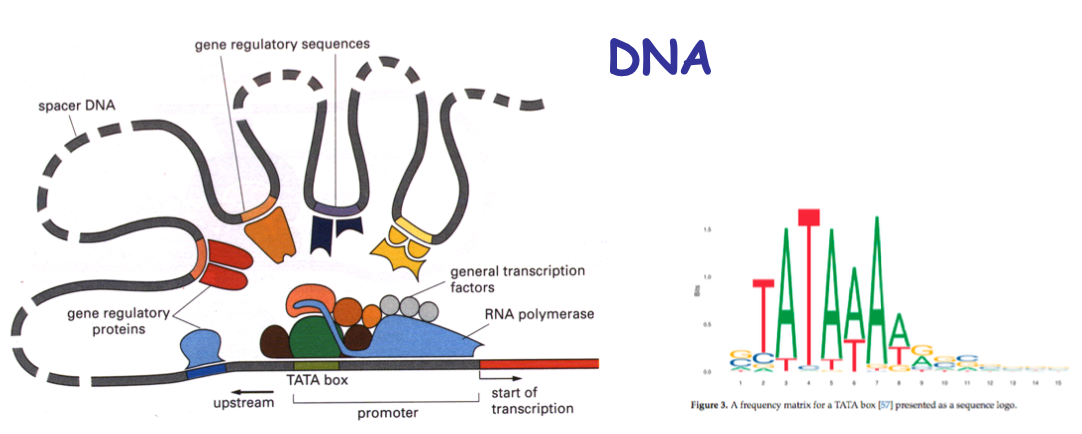 DNA
gene regulatory sequences
spacer DNA
general transcription
factors
gene regulatory
proteins
RNA polymerase
TATA box
upstream
promoter
start of
transcription
Bits
1.5
1.0
0.5
0.0
1 2 3 4 5 6 7 8 9 10 11 12 13 14 15
Figure 3. A frequency matrix for a TATA box [57] presented as a sequence logo.